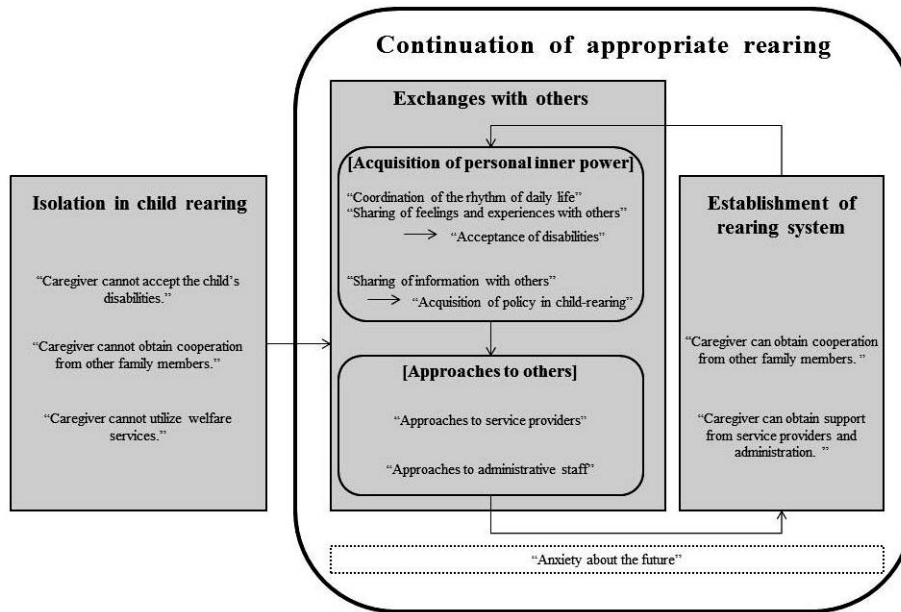 Continuation of appropriate rearing
Isolation in child rearing
“Caregiver cannot accept the child’s
disabilities.”
“Caregiver cannot obtain cooperation
from other family members.”
“Caregiver cannot utilize welfare
services.”
Exchanges with others
[Acquisition of personal inner power]
“Coordination of the rhythm of daily life”
“Sharing of feelings and experiences with others”
“Acceptance of disabilities”
“Sharing of information with others”
“Acquisition of policy in child-rearing”
[Approaches to others]
“Approaches to service providers”
“Approaches to administrative staff”
Establishment of
rearing system
“Caregiver can obtain cooperation
from other family members. ”
“Caregiver can obtain support
from service providers and
administration. ”
“Anxiety about the future”